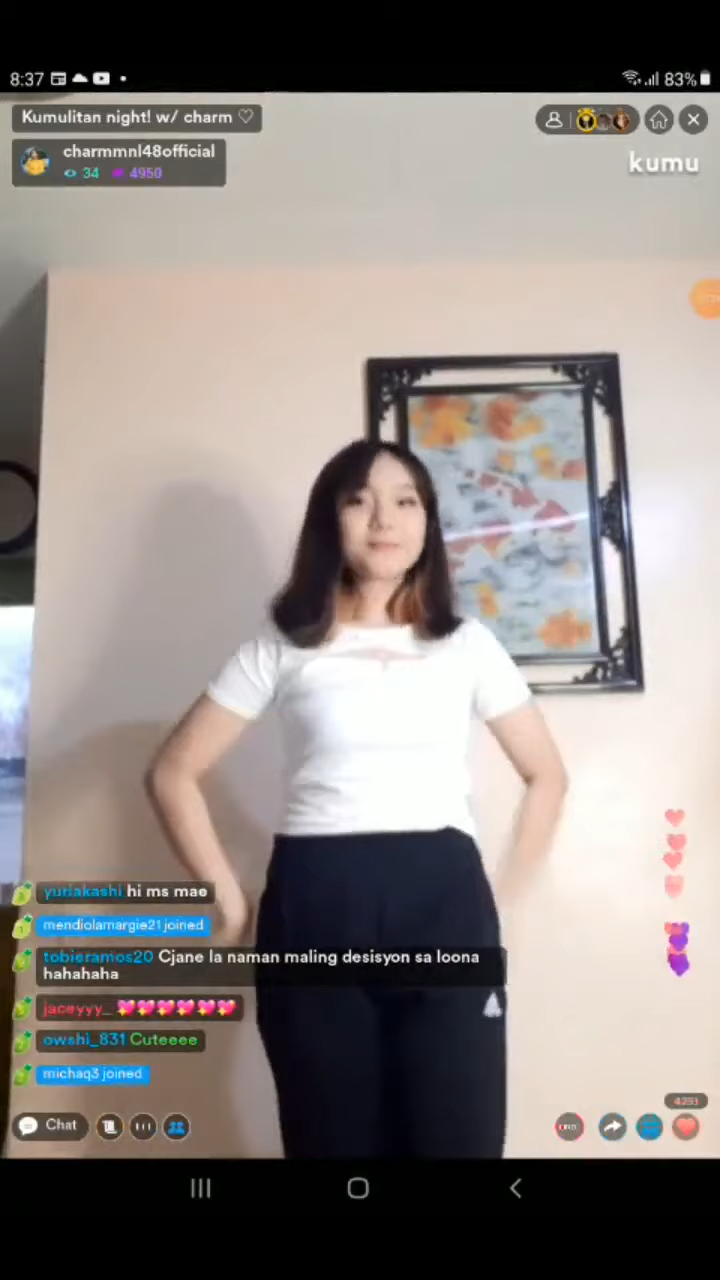 8:37
83%
Kumulitan night! w/ charm ♡
charmmnl48official
34 4950
kumu
yuriakashi hi ms mae
mendiolamargie21 joined
tobieramos20 Cjane la naman maling desisyon sa loona
hahahaha
jaceyyy_ 💖💖💖💖💖💖
owshi_831 Cuteeee
michaq3 joined
4253
Chat